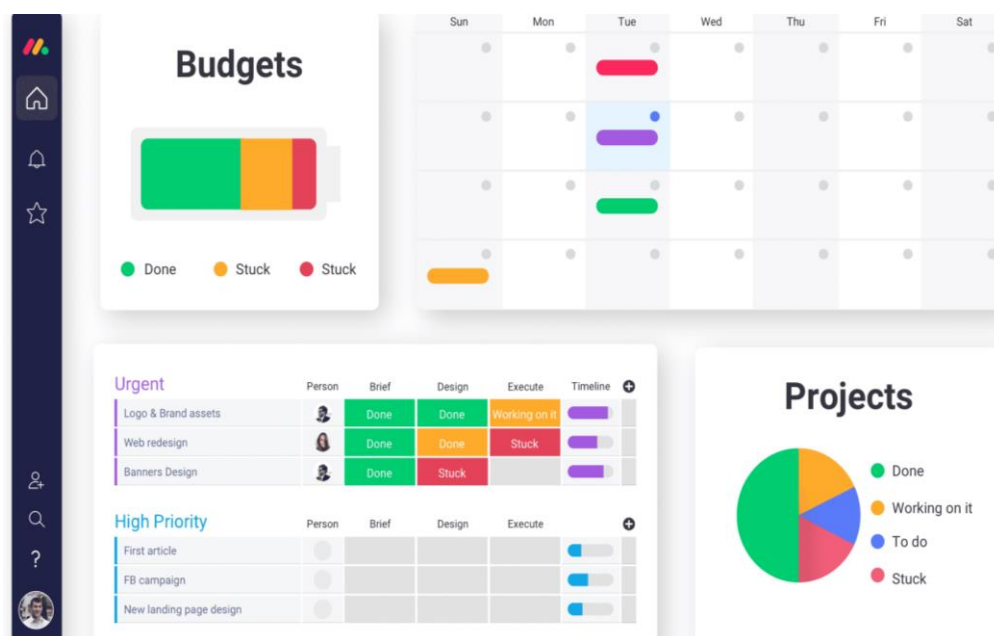 Budgets
Done Stuck Stuck
Sun Mon Tue Wed Thu Fri Sat
Urgent Person Brief Design Execute Timeline
Logo & Brand assets Done Done Working on it
Web redesign Done Done Stuck
Banners Design Done Stuck
High Priority Person Brief Design Execute
First article
FB campaign
New landing page design
Projects
Done
Working on it
To do
Stuck
?